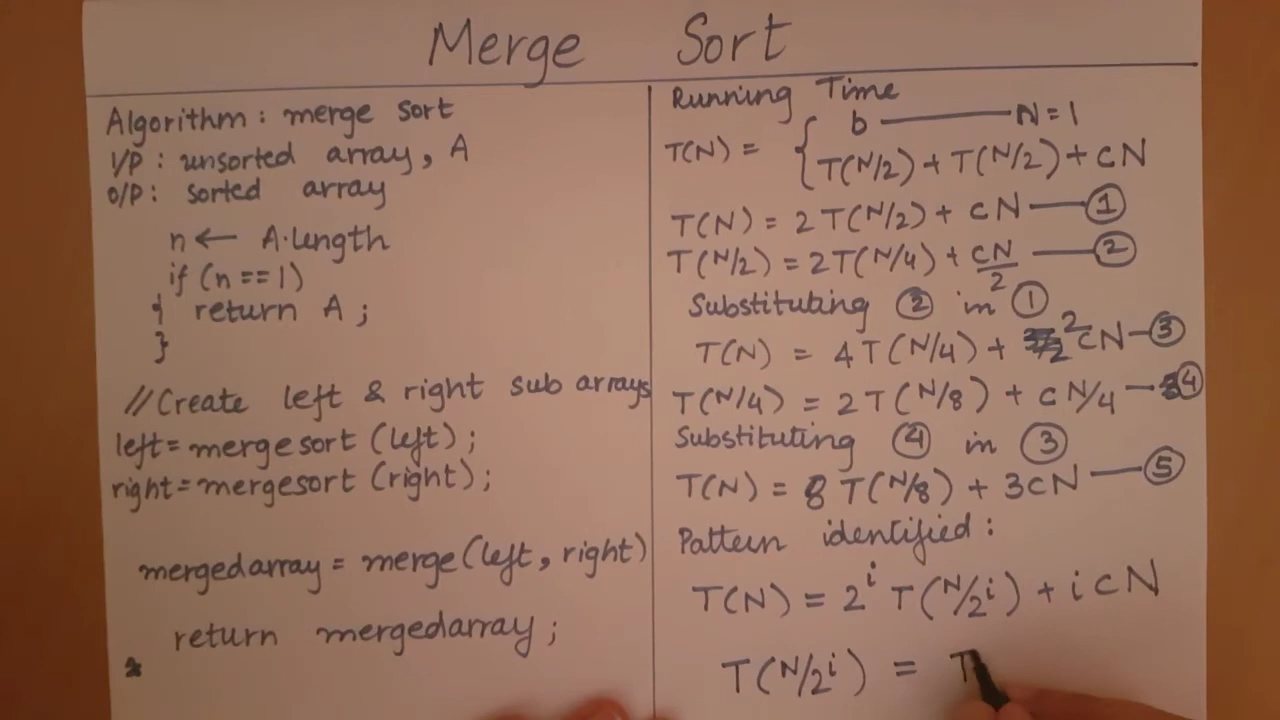 Merge Sort
Algorithm: merge sort
I/P: unsorted array, A
O/P: sorted array
n ← A.length
if (n == 1)
{ return A ;
}
//Create left & right sub arrays
left = mergesort (left) ;
right = mergesort (right) ;
mergedarray = merge(left, right)
return mergedarray ;
Running Time
T(N) = { b — N=1
T(N/2) + T(N/2) + cN
T(N) = 2T(N/2) + cN — ①
T(N/2) = 2T(N/4) + cN/2 — ②
Substituting ② in ①
T(N) = 4T(N/4) + 2cN — ③
T(N/4) = 2T(N/8) + cN/4 — ④
Substituting ④ in ③
T(N) = 8T(N/8) + 3cN — ⑤
Pattern identified :
T(N) = 2^i T(N/2^i) + icN
T(N/2^i) = T